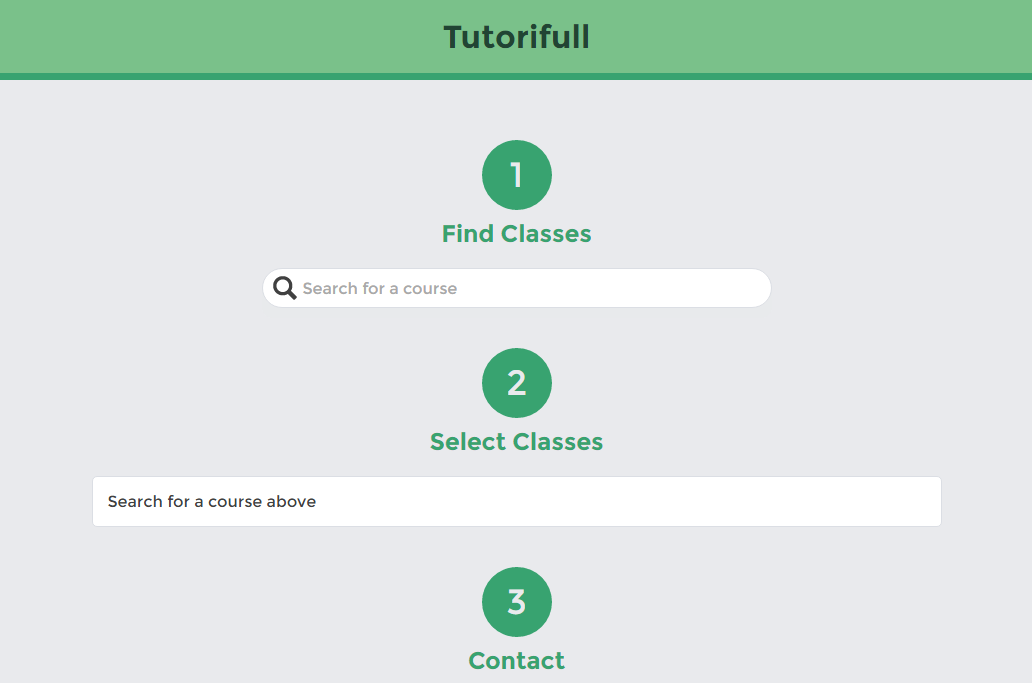 Tutorifull
1
Find Classes
Search for a course
2
Select Classes
Search for a course above
3
Contact